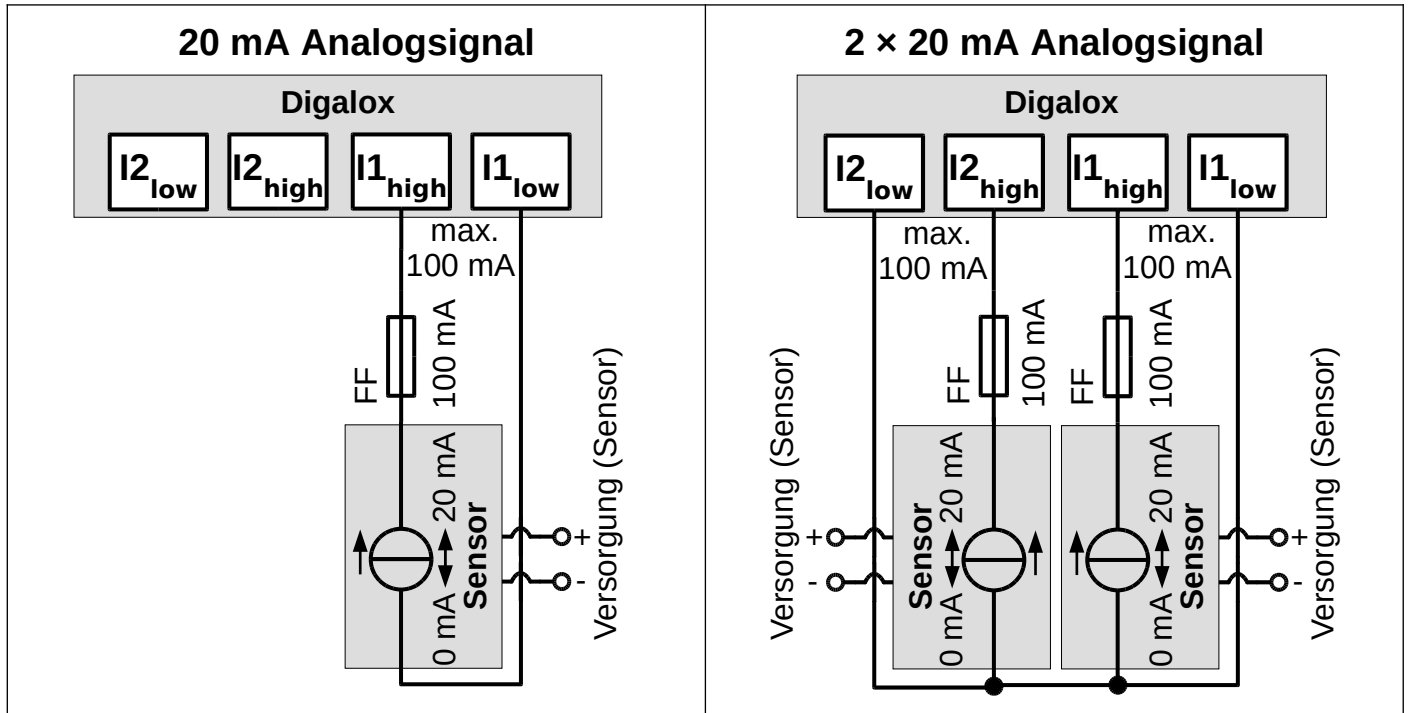 20 mA Analogsignal
Digalox
I2low
I2high
I1high
I1low
max.
100 mA
FF
100 mA
0 mA
20 mA
Sensor
+
-
Versorgung (Sensor)
2 × 20 mA Analogsignal
Digalox
I2low
I2high
I1high
I1low
max.
100 mA
max.
100 mA
FF
100 mA
FF
100 mA
Versorgung (Sensor)
+
-
Sensor
0 mA
20 mA
0 mA
20 mA
Sensor
+
-
Versorgung (Sensor)